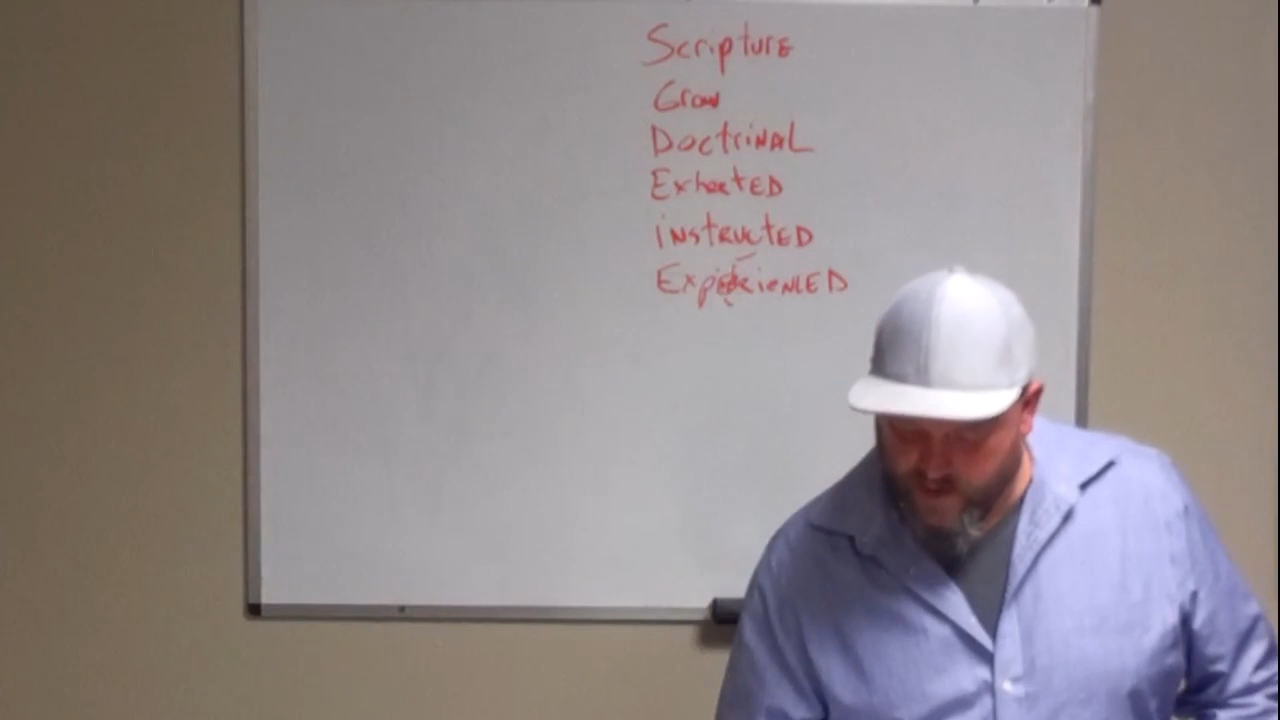 Scripture
Grow
DoctriNAL
ExhortED
iNStRUCtED
ExpeRieNCED